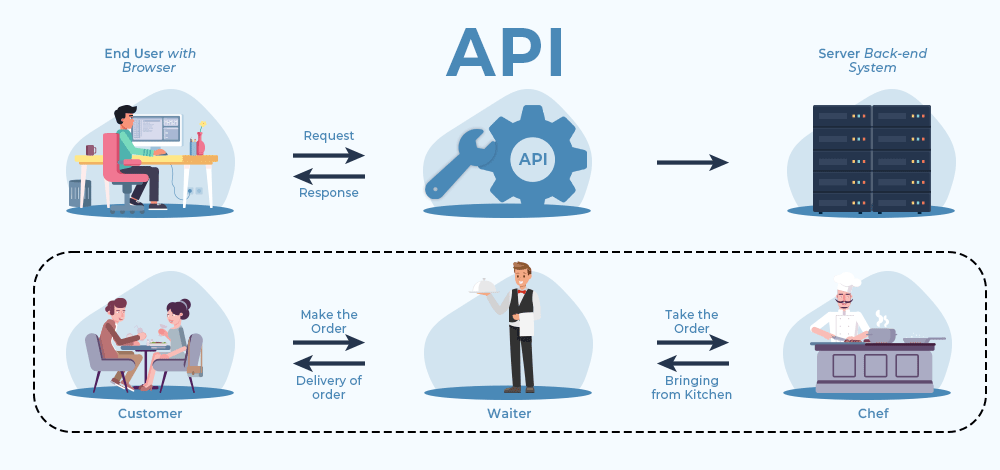 API
End User with
Browser
Server Back-end
System
Request
Response
API
Make the
Order
Delivery of
order
Take the
Order
Bringing
from Kitchen
Customer
Waiter
Chef